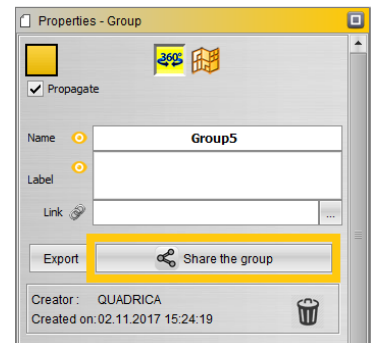 Properties - Group
360°
Propagate
Name Group5
Label
Link ...
Export Share the group
Creator : QUADRICA
Created on: 02.11.2017 15:24:19